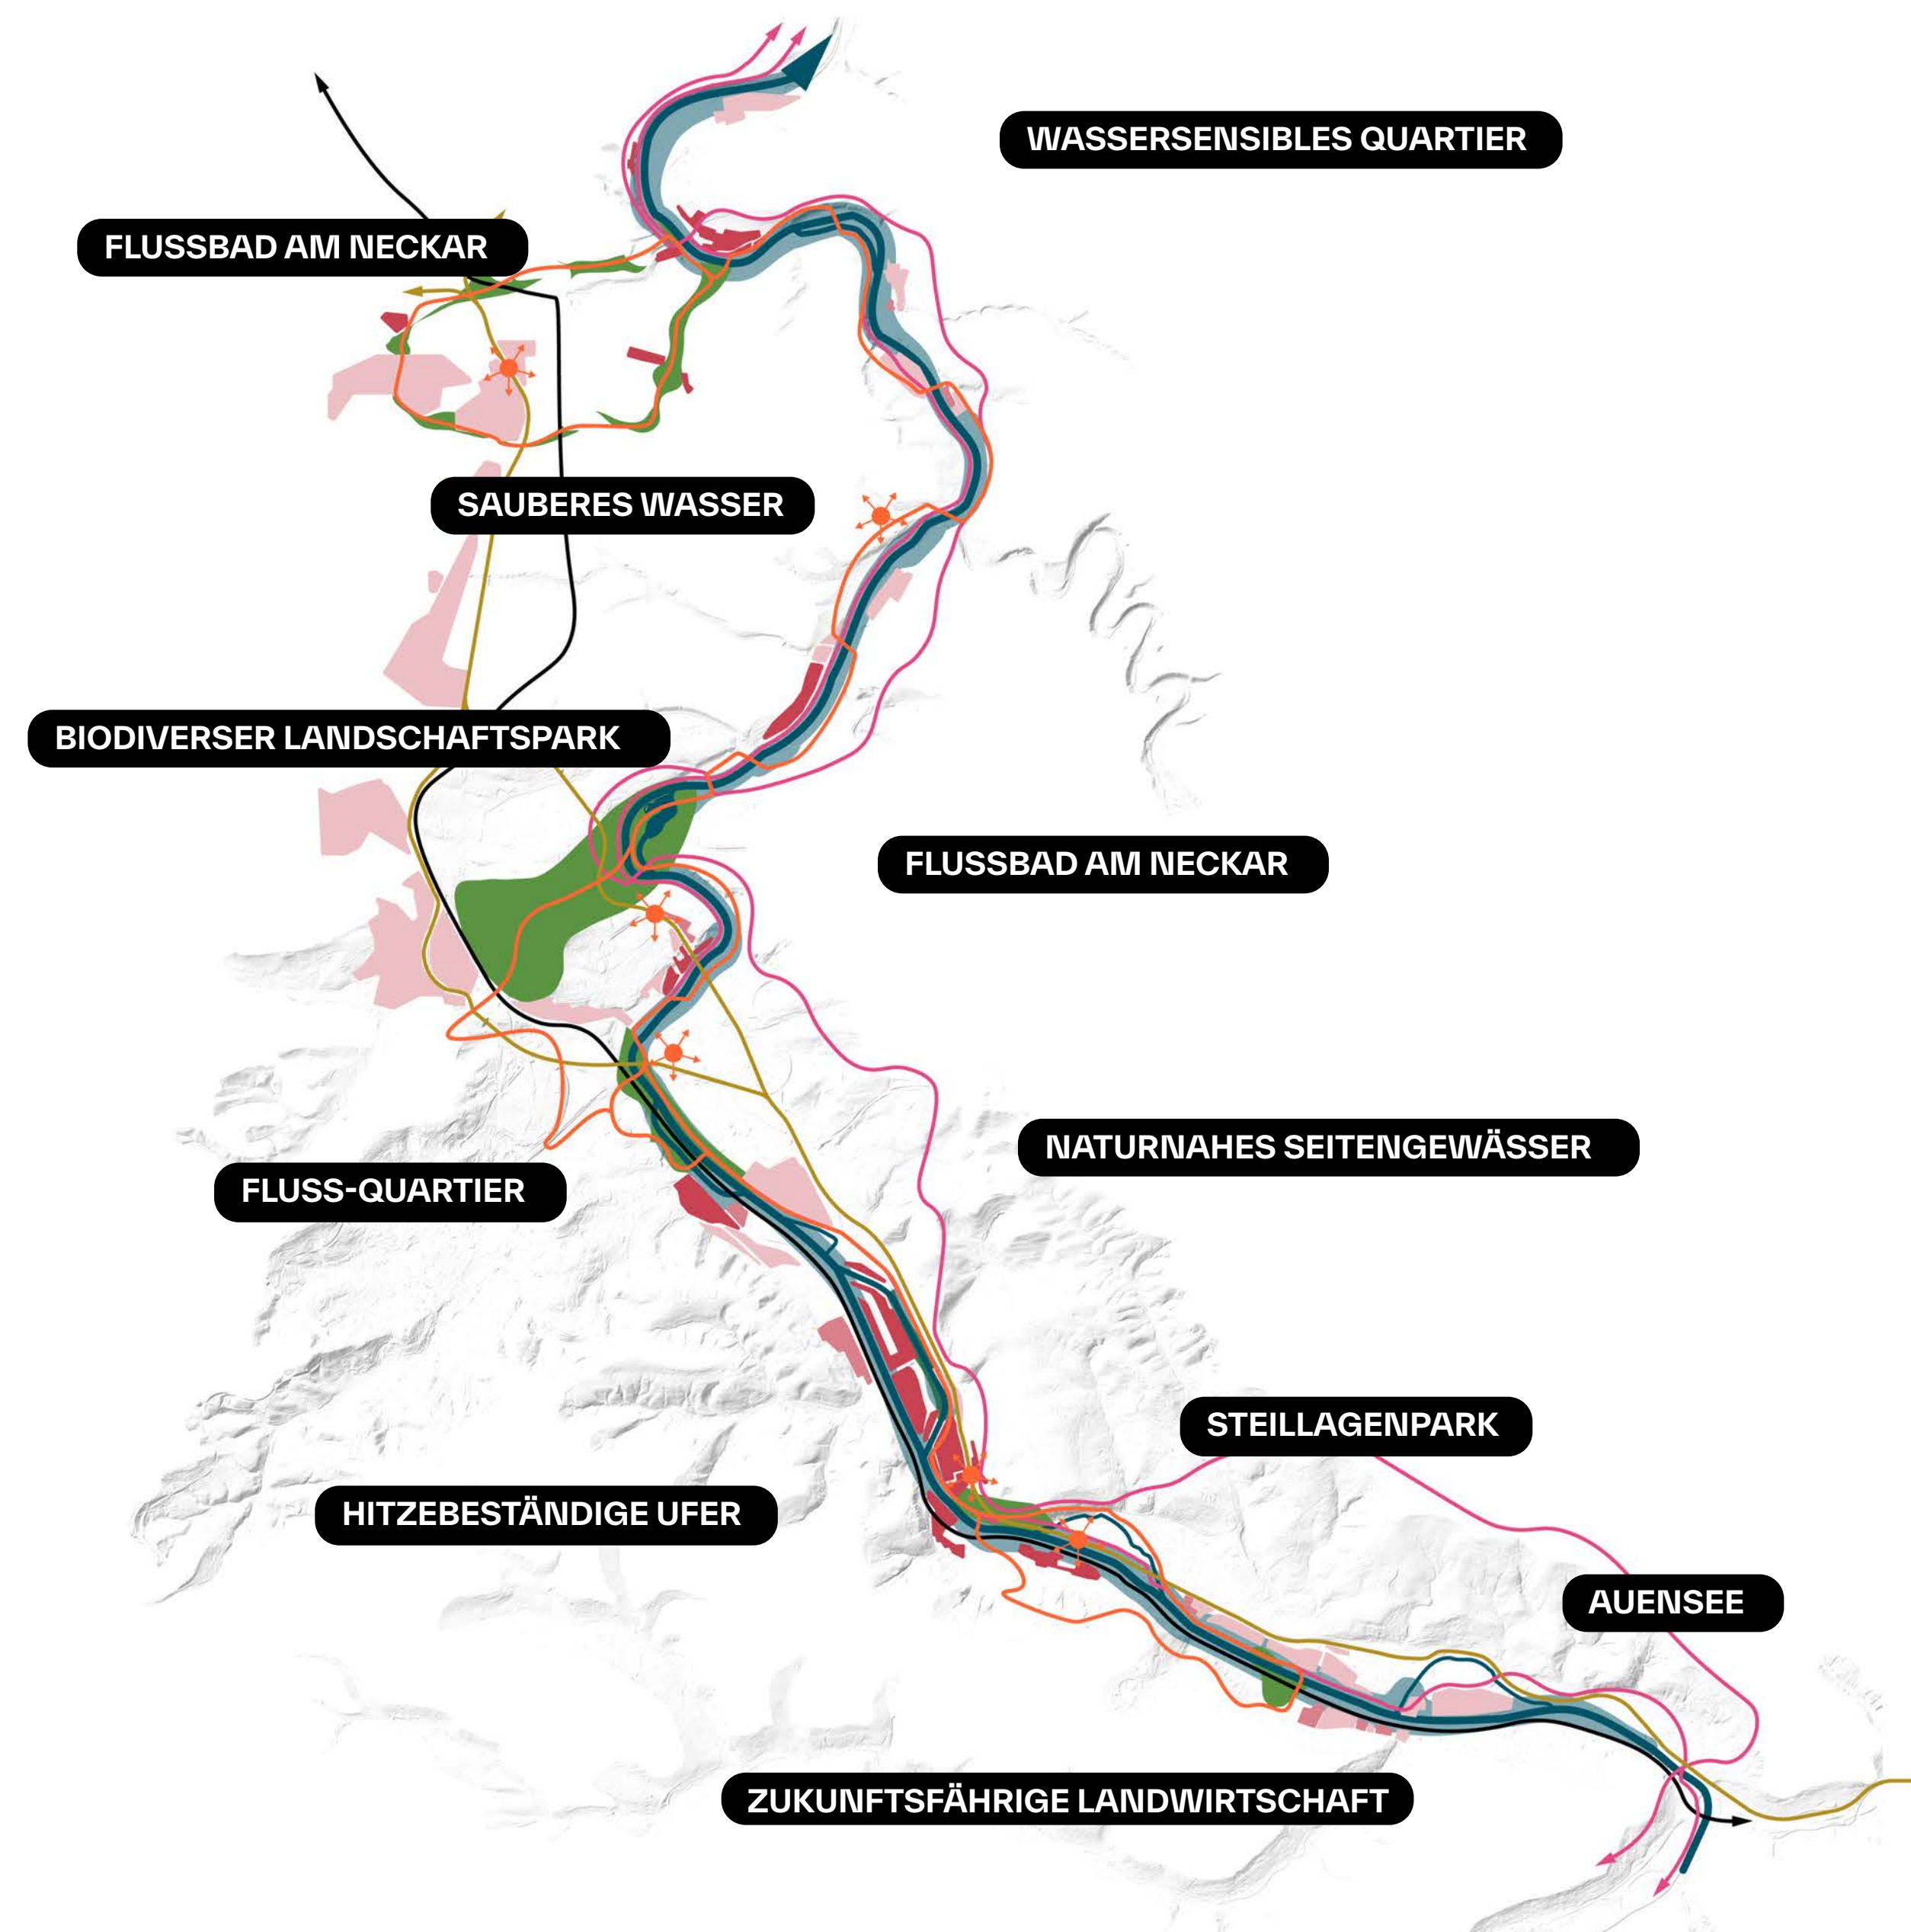 WASSERSENSIBLES QUARTIER
FLUSSBAD AM NECKAR
SAUBERES WASSER
BIODIVERSER LANDSCHAFTSPARK
FLUSSBAD AM NECKAR
NATURNAHES SEITENGEWÄSSER
FLUSS-QUARTIER
STEILLAGENPARK
HITZEBESTÄNDIGE UFER
AUENSEE
ZUKUNFTSFÄHRIGE LANDWIRTSCHAFT